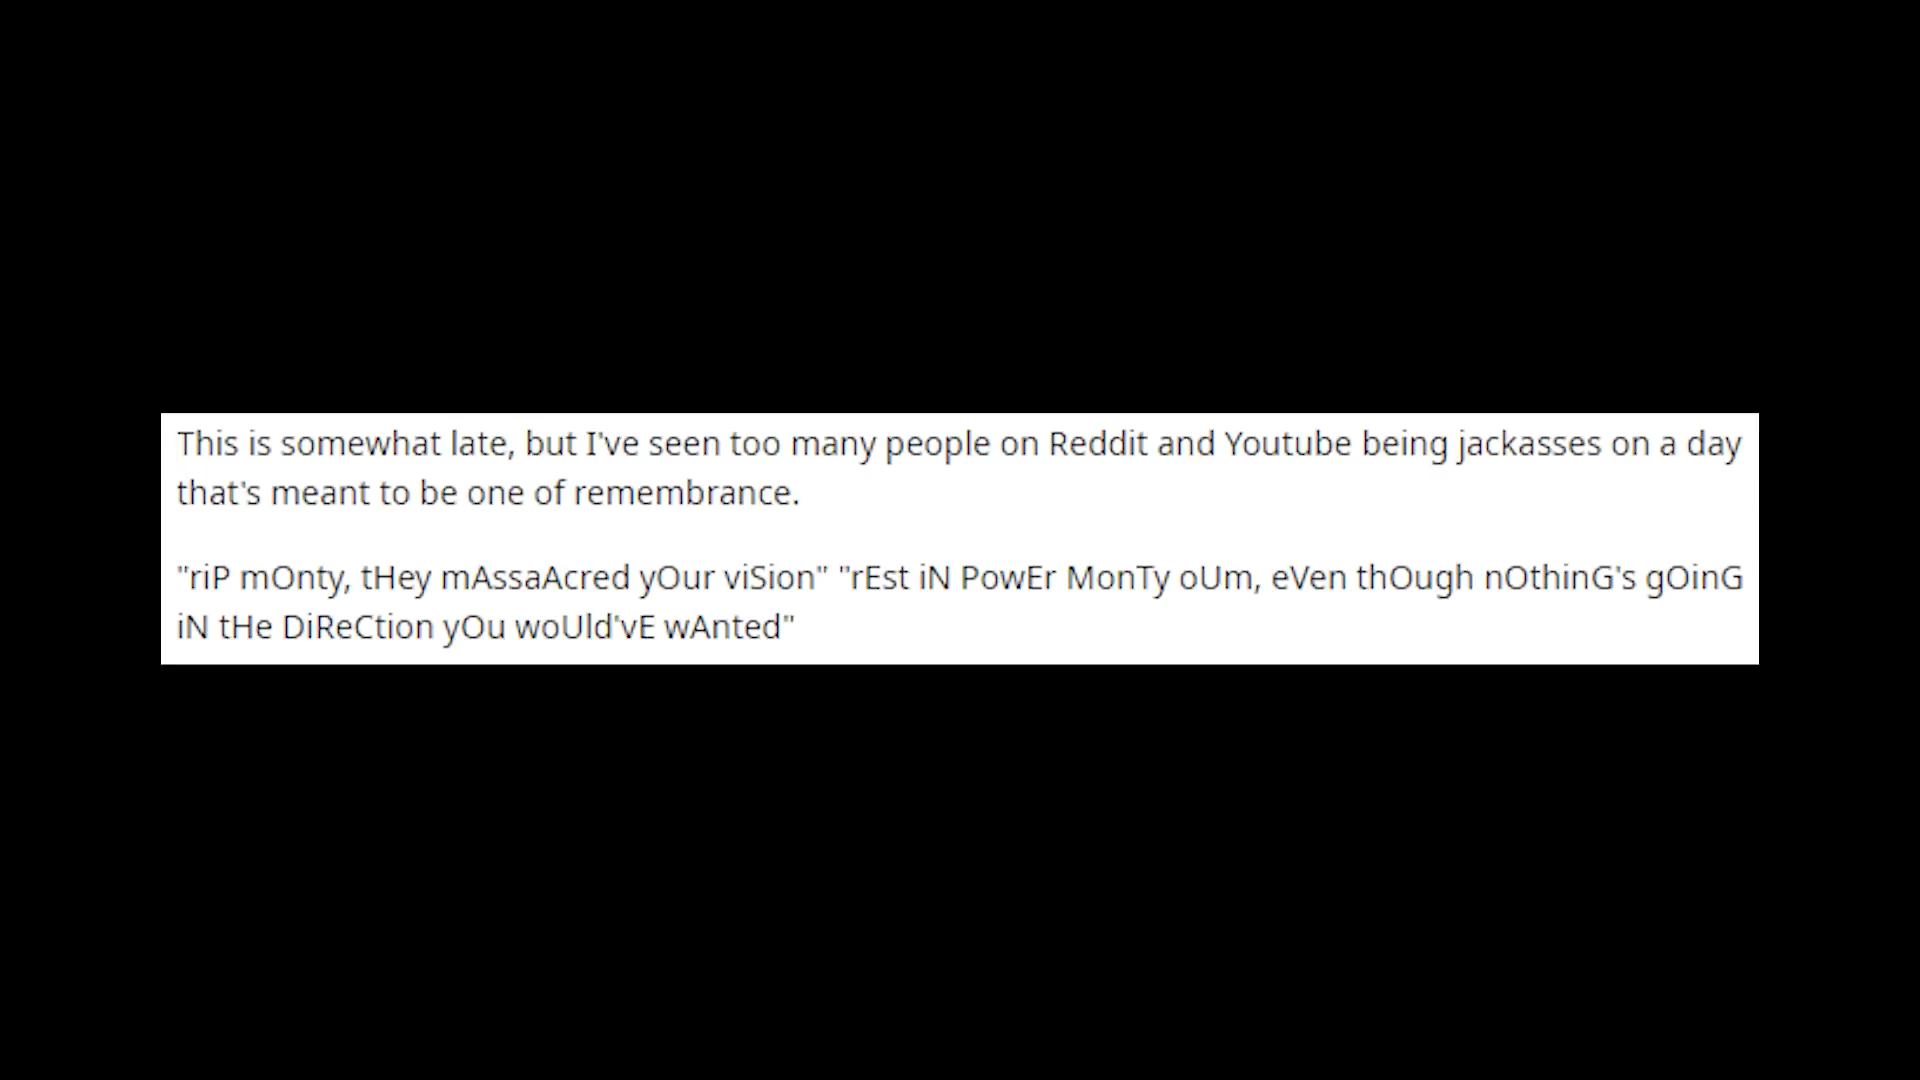 This is somewhat late, but I've seen too many people on Reddit and Youtube being jackasses on a day
that's meant to be one of remembrance.
"riP mOnty, tHey mAssaAcred yOur viSion" "rEst iN PowEr MonTy oUm, eVen thOugh nOthinG's gOinG
iN tHe DiReCtion yOu woUld'vE wAnted"